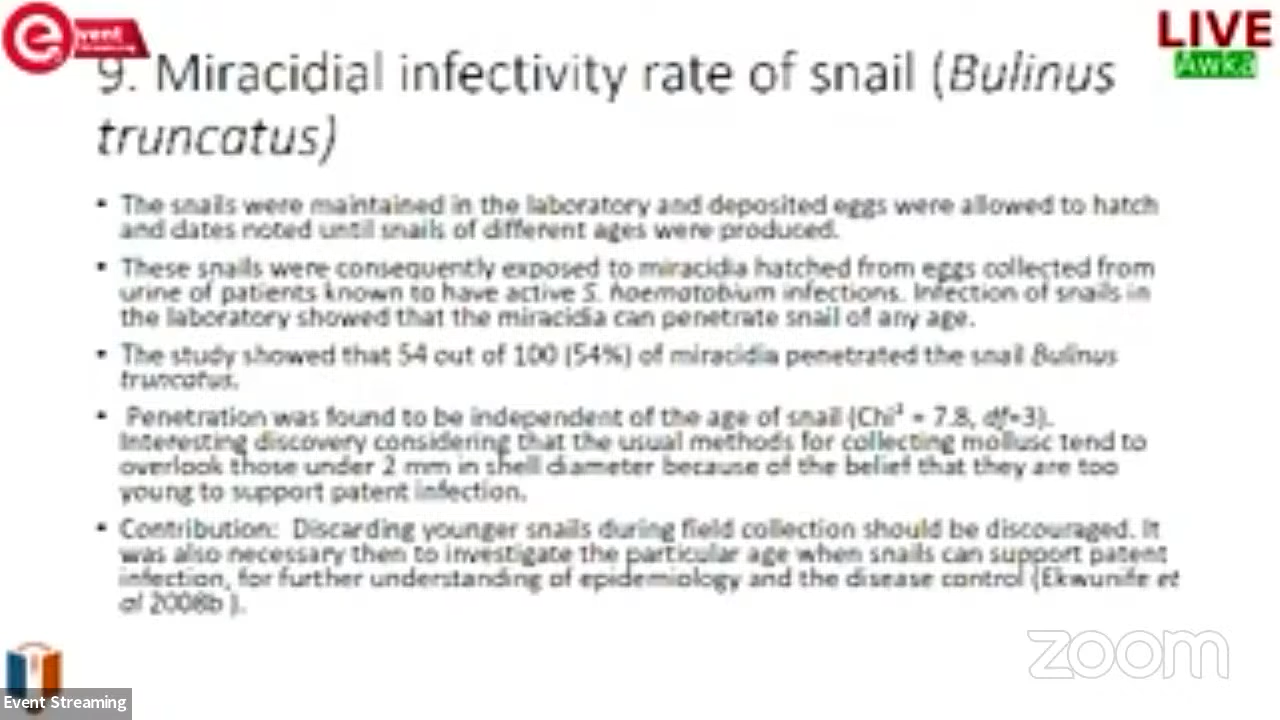 event
Streaming
LIVE
Awka
9. Miracidial infectivity rate of snail (Bulinus
truncatus)
• The snails were maintained in the laboratory and deposited eggs were allowed to hatch
and dates noted until snails of different ages were produced.
• These snails were consequently exposed to miracidia hatched from eggs collected from
urine of patients known to have active S. haematobium infections. Infection of snails in
the laboratory showed that the miracidia can penetrate snail of any age.
• The study showed that 54 out of 100 (54%) of miracidia penetrated the snail Bulinus
truncatus.
• Penetration was found to be independent of the age of snail (Chi² = 7.8, df=3).
Interesting discovery considering that the usual methods for collecting mollusc tend to
overlook those under 2 mm in shell diameter because of the belief that they are too
young to support patent infection.
• Contribution: Discarding younger snails during field collection should be discouraged. It
was also necessary then to investigate the particular age when snails can support patent
infection, for further understanding of epidemiology and the disease control (Ekwunife et
al 2008b ).
zoom
Event Streaming